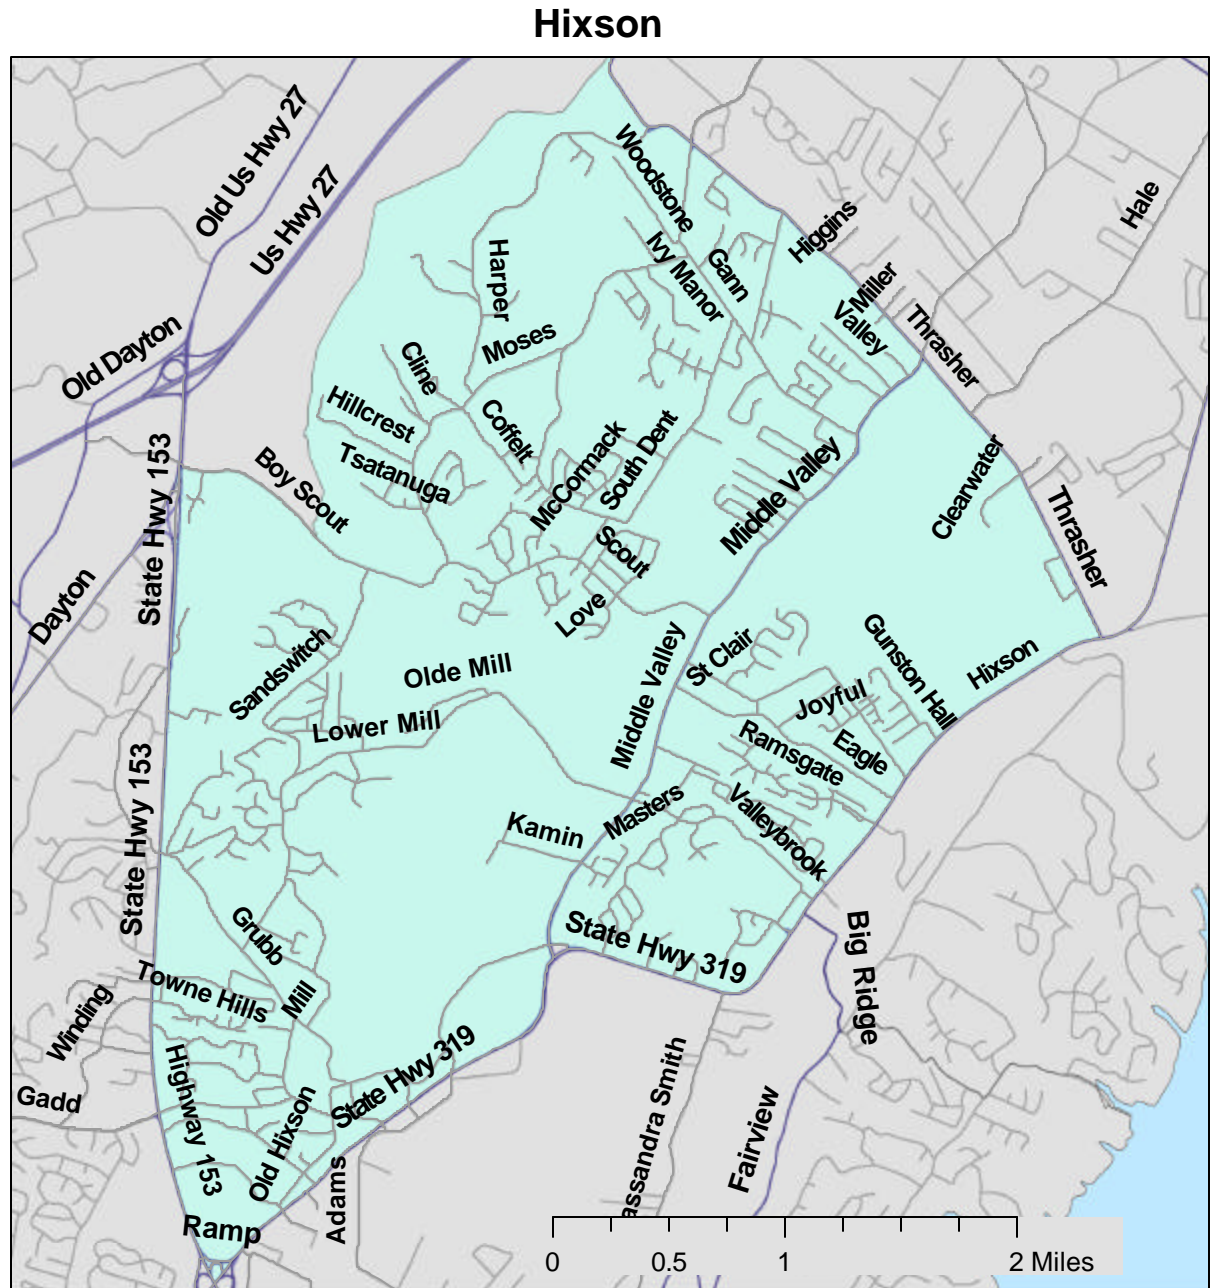 Hixson
Old Us Hwy 27
Us Hwy 27
Woodstone
Hale
Higgins
Ivy Manor
Gann
Harper
Miller
Valley
Thrasher
Old Dayton
Moses
Cline
Hillcrest
Coffelt
Tsatanuga
McCormack
South Dent
Middle Valley
Clearwater
State Hwy 153
Boy Scout
Thrasher
Scout
Dayton
Love
Sandswitch
Olde Mill
Lower Mill
Middle Valley
St Clair
Gunston Hall
Hixson
Joyful
Eagle
Ramsgate
State Hwy 153
Kamin
Masters
Valleybrook
Grubb
State Hwy 319
Big Ridge
Towne Hills
Mill
Winding
Gadd
Highway 153
State Hwy 319
Old Hixson
assandra Smith
Fairview
Adams
Ramp
0 0.5 1 2 Miles